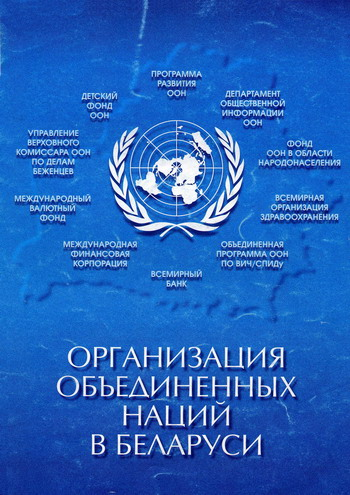 ПРОГРАММА
РАЗВИТИЯ
ООН
ДЕПАРТАМЕНТ
ОБЩЕСТВЕННОЙ
ИНФОРМАЦИИ
ООН
ФОНД
ООН В ОБЛАСТИ
НАРОДОНАСЕЛЕНИЯ
ВСЕМИРНАЯ
ОРГАНИЗАЦИЯ
ЗДРАВООХРАНЕНИЯ
ОБЪЕДИНЕННАЯ
ПРОГРАММА ООН
ПО ВИЧ/СПИДу
ВСЕМИРНЫЙ
БАНК
МЕЖДУНАРОДНАЯ
ФИНАНСОВАЯ
КОРПОРАЦИЯ
МЕЖДУНАРОДНЫЙ
ВАЛЮТНЫЙ
ФОНД
УПРАВЛЕНИЕ
ВЕРХОВНОГО
КОМИССАРА ООН
ПО ДЕЛАМ
БЕЖЕНЦЕВ
ДЕТСКИЙ
ФОНД
ООН
ОРГАНИЗАЦИЯ
ОБЪЕДИНЕННЫХ
НАЦИЙ
В БЕЛАРУСИ